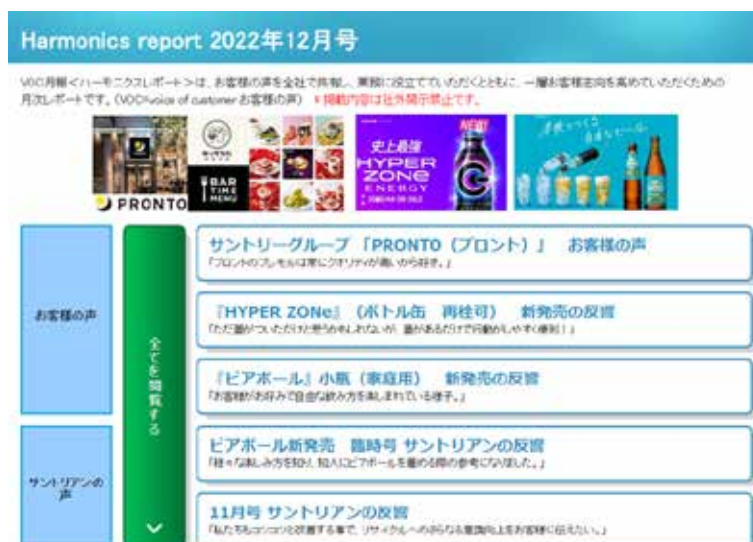 Harmonics report 2022年12月号
VOC月報<ハーモニクスレポート>は、お客様の声を全社で共有し、業務に役立てていただくとともに、一層お客様志向を高めていただくための
月次レポートです。(VOC=voice of customer お客様の声) ※掲載内容は社外開示禁止です。
PRONTO
BAR
TIME
MENU
NEW!
史上最強
HYPER
ZONe
ENERGY
サントリーグループ 「PRONTO(プロント)」 お客様の声
「プロントのプレモルは常にクオリティが高いから好き。」
お客様の声
『HYPER ZONe』(ボトル缶 再栓可) 新発売の反響
「ただ蓋がついただけと思うかもしれないが、蓋があるだけで行動がしやすく便利!」
全てを閲覧する
『ビアボール』小瓶(家庭用) 新発売の反響
「お客様がお好みで自由な飲み方を楽しまれている様子。」
ビアボール新発売 臨時号 サントリアンの反響
「様々な楽しみ方を知り、知人にビアボールを薦める際の参考になりました。」
サントリアンの
声
11月号 サントリアンの反響
「私たちもコツコツと改善する事で、リサイクルへのさらなる意識向上をお客様に伝えたい。」